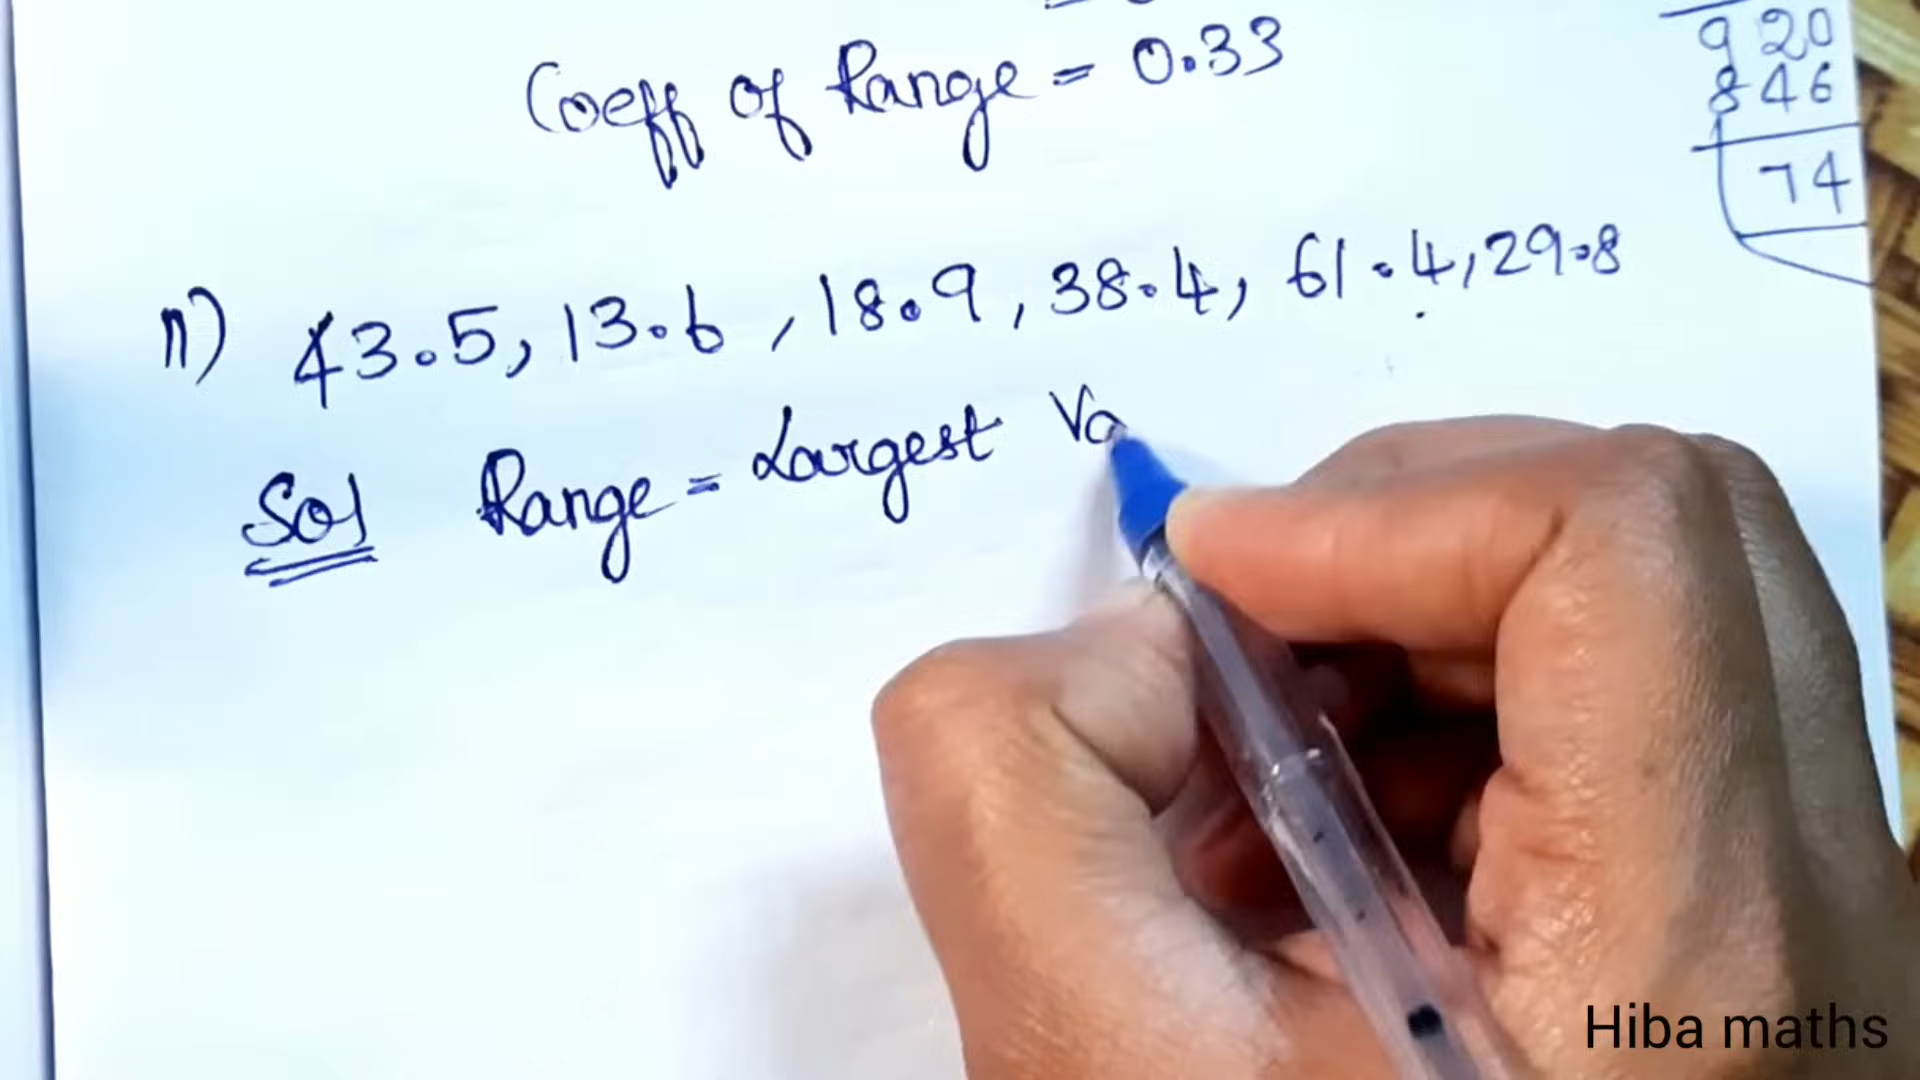 Coeff of Range = 0.33
920
846
74
ii) 43.5, 13.6, 18.9, 38.4, 61.4, 29.8
Sol Range = Largest Va
Hiba maths